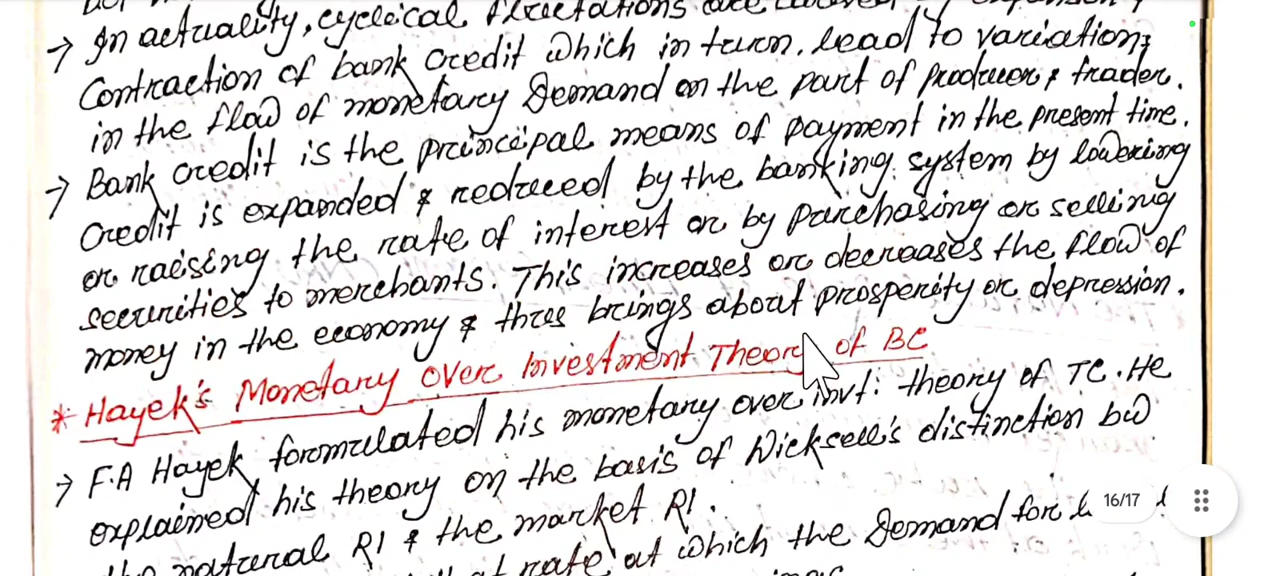 → In actuality, cyclical fluctations are
Contraction of bank credit which in turn. lead to variations
in the flow of monetary Demand on the part of producer & trader.
→ Bank credit is the principal means of payment in the present time.
Credit is expanded & reduced by the banking system by lowering
or raising the rate of interest or by purchasing or selling
securities to merchants. This increases or decreases the flow of
money in the economy & thus brings about prosperity or depression.
* Hayek's Monetary Over Investment Theory of BC
→ F.A Hayek formulated his monetary over invt: theory of TC. He
explained his theory on the basis of Wicksell's distinction bw
natural RI & the market RI.
rate at which the Demand for
16/17